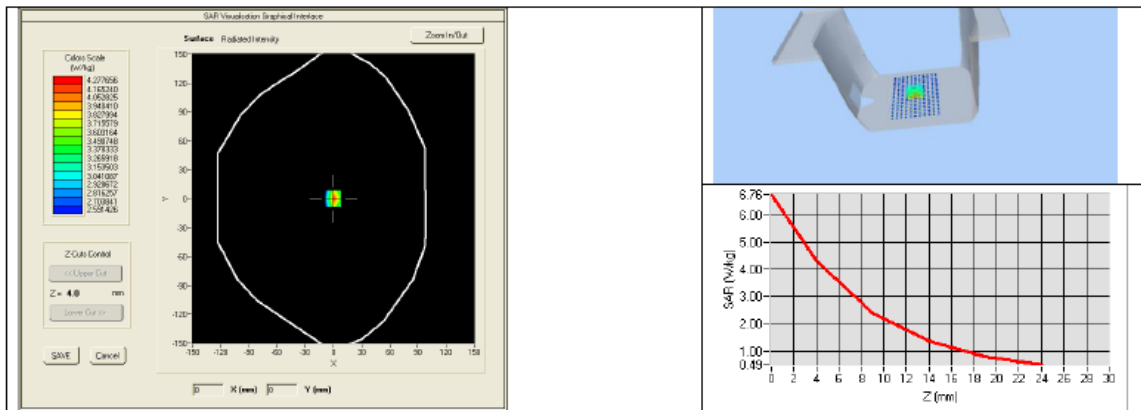 SAR Visualisation Graphical Interface
Surface Radiated Intensity
Zoom In/Out
Colors Scale
(W/kg)
4.277656
4.165240
4.052825
3.940410
3.827994
3.715579
3.603164
3.490748
3.378333
3.265918
3.153503
3.041087
2.928672
2.816257
2.703841
2.591426
Z-Cuts Control
<< Upper Cut
Z = 4.0 mm
Lower Cut >>
SAVE Cancel
150
120
90
60
30
0
-30
-60
-90
-120
-150
Y
-150 -120 -90 -60 -30 0 30 60 90 120 150
X
0 X (mm) 0 Y (mm)
6.76
6.00
5.00
4.00
3.00
2.00
1.00
0.49
SAR (W/kg)
0 2 4 6 8 10 12 14 16 18 20 22 24 26 28 30
Z (mm)